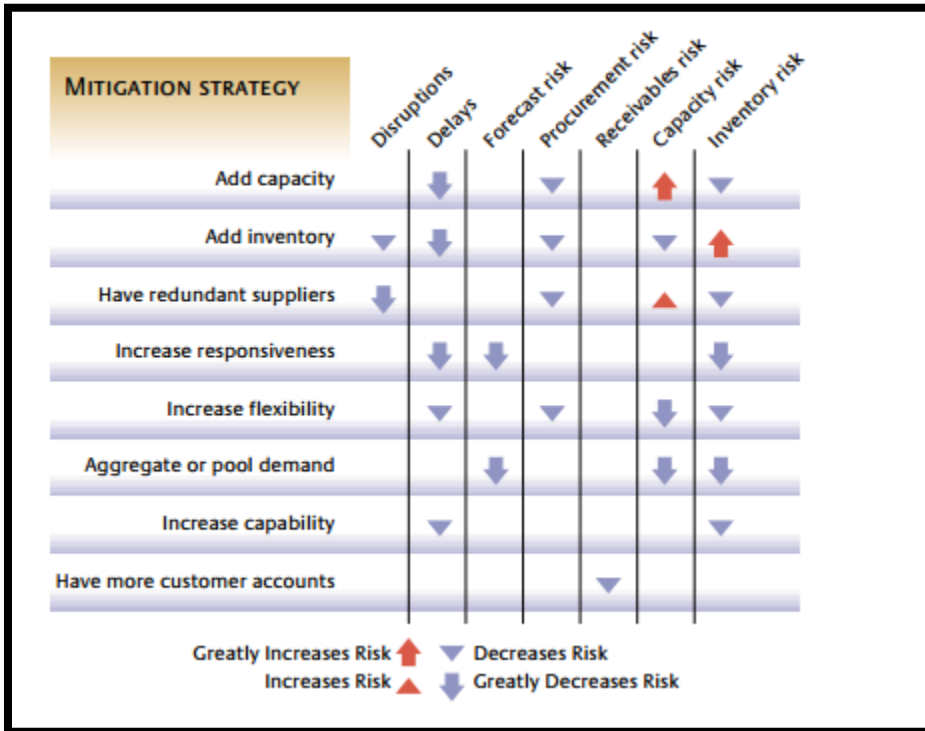 MITIGATION STRATEGY
Disruptions
Delays
Forecast risk
Procurement risk
Receivables risk
Capacity risk
Inventory risk
Add capacity
Add inventory
Have redundant suppliers
Increase responsiveness
Increase flexibility
Aggregate or pool demand
Increase capability
Have more customer accounts
Greatly Increases Risk
Decreases Risk
Increases Risk
Greatly Decreases Risk